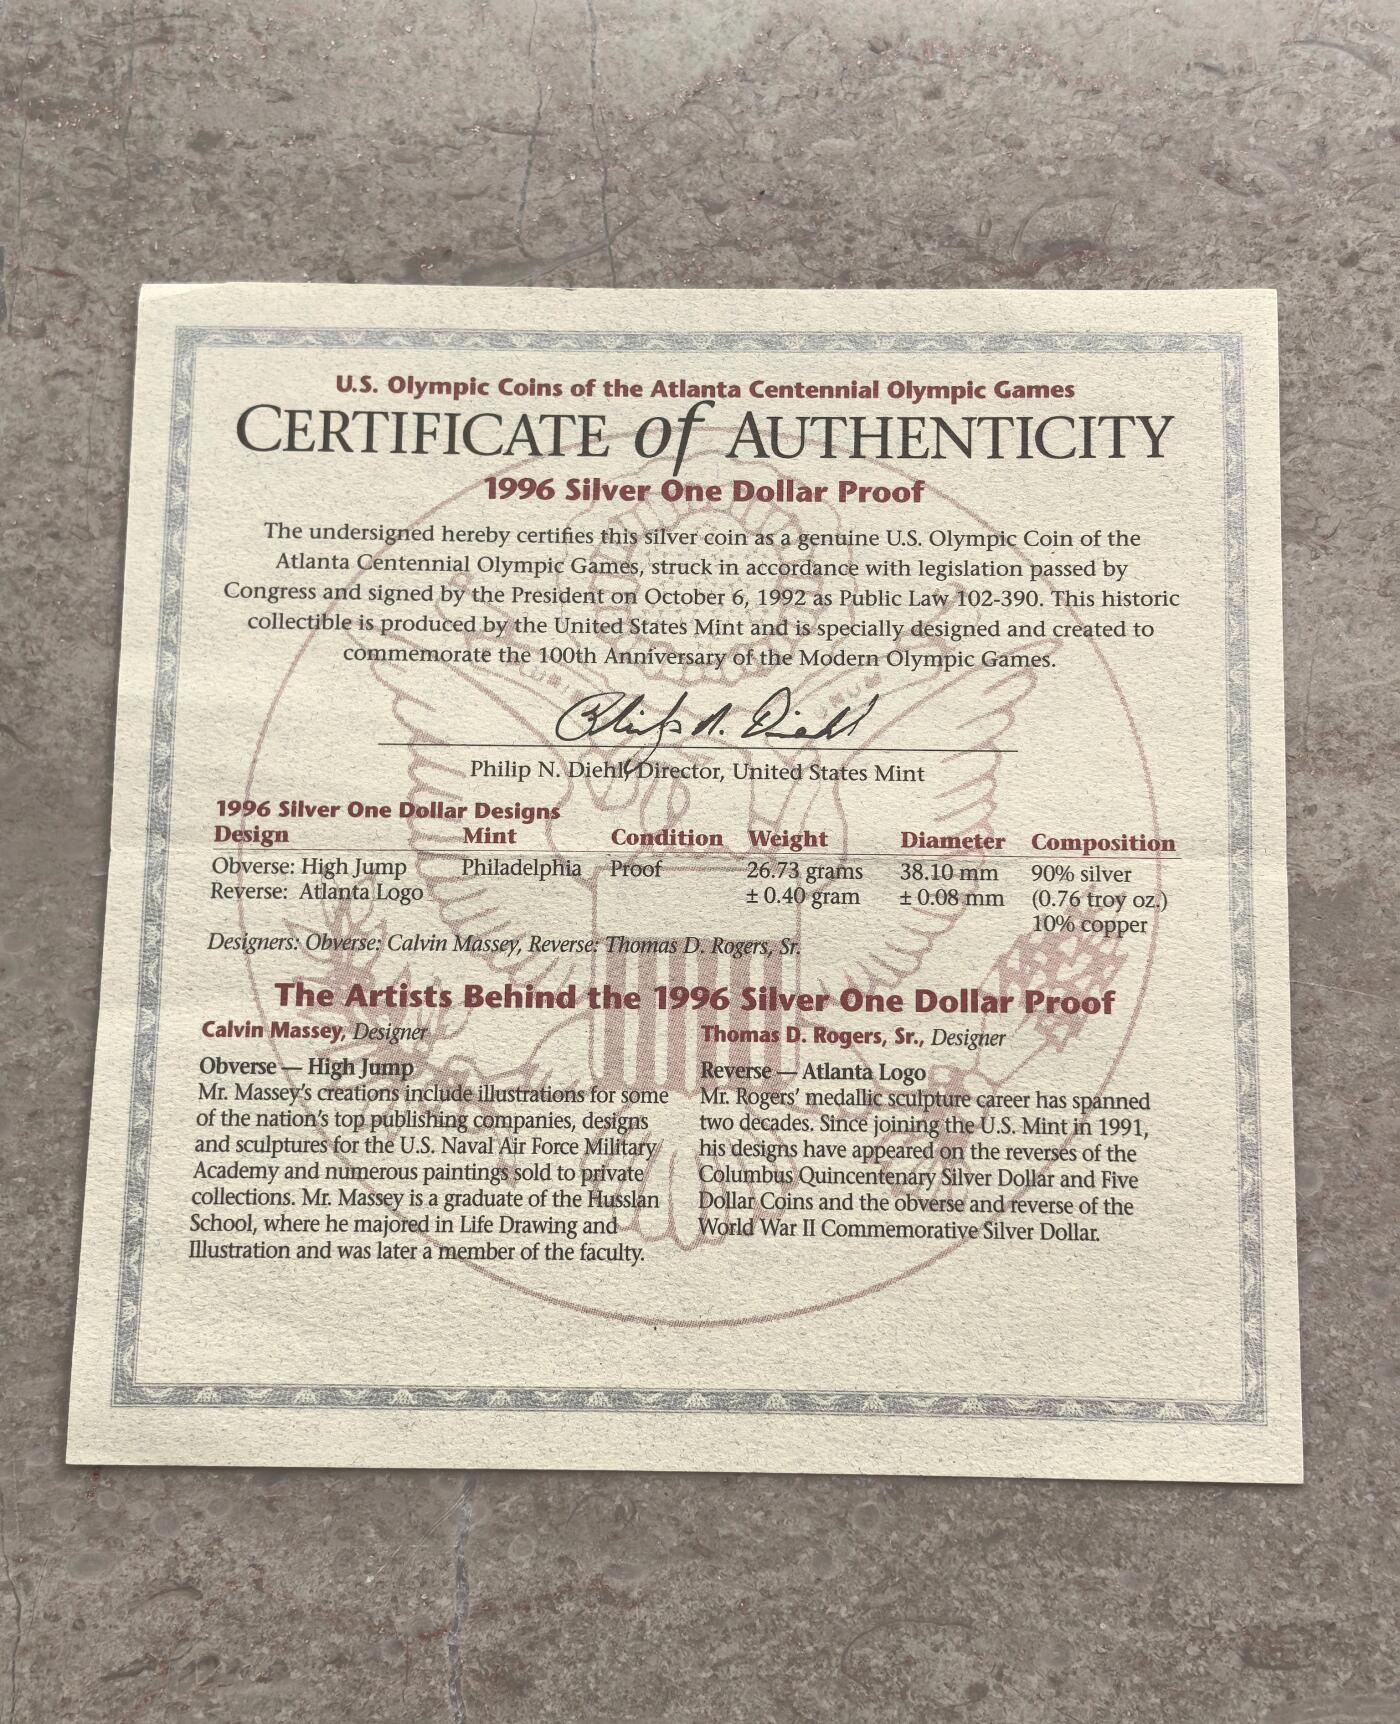 U.S. Olympic Coins of the Atlanta Centennial Olympic Games
CERTIFICATE of AUTHENTICITY
1996 Silver One Dollar Proof
The undersigned hereby certifies this silver coin as a genuine U.S. Olympic Coin of the
Atlanta Centennial Olympic Games, struck in accordance with legislation passed by
Congress and signed by the President on October 6, 1992 as Public Law 102-390. This historic
collectible is produced by the United States Mint and is specially designed and created to
commemorate the 100th Anniversary of the Modern Olympic Games.
Philip N. Diehl
Philip N. Diehl, Director, United States Mint
1996 Silver One Dollar Designs
Design Mint Condition Weight Diameter Composition
Obverse: High Jump Philadelphia Proof 26.73 grams 38.10 mm 90% silver
Reverse: Atlanta Logo ± 0.40 gram ± 0.08 mm (0.76 troy oz.)
10% copper
Designers: Obverse: Calvin Massey, Reverse: Thomas D. Rogers, Sr.
The Artists Behind the 1996 Silver One Dollar Proof
Calvin Massey, Designer
Obverse — High Jump
Mr. Massey's creations include illustrations for some
of the nation's top publishing companies, designs
and sculptures for the U.S. Naval Air Force Military
Academy and numerous paintings sold to private
collections. Mr. Massey is a graduate of the Husslan
School, where he majored in Life Drawing and
Illustration and was later a member of the faculty.
Thomas D. Rogers, Sr., Designer
Reverse — Atlanta Logo
Mr. Rogers' medallic sculpture career has spanned
two decades. Since joining the U.S. Mint in 1991,
his designs have appeared on the reverses of the
Columbus Quincentenary Silver Dollar and Five
Dollar Coins and the obverse and reverse of the
World War II Commemorative Silver Dollar.